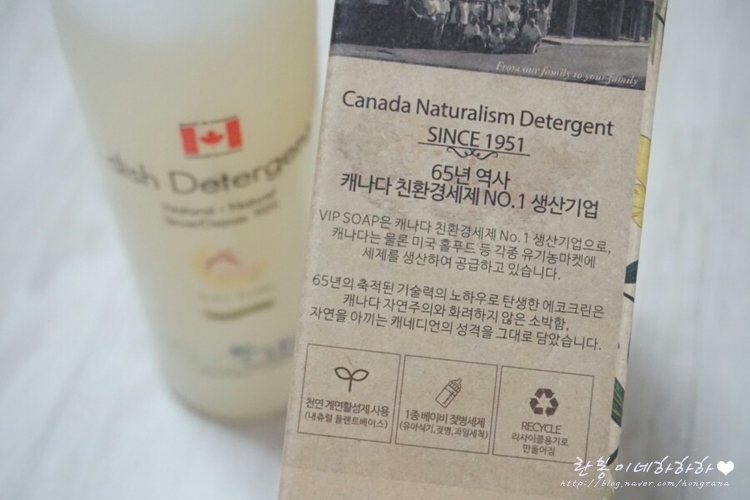 From our family to your family
Canada Naturalism Detergent
SINCE 1951
65년 역사
캐나다 친환경세제 NO.1 생산기업
VIP SOAP은 캐나다 친환경세제 No.1 생산기업으로,
캐나다는 물론 미국 홀푸드 등 각종 유기농마켓에
세제를 생산하여 공급하고 있습니다.
65년의 축적된 기술력의 노하우로 탄생한 에코크린은
캐나다 자연주의와 화려하지 않은 소박함,
자연을 아끼는 캐네디언의 성격을 그대로 담았습니다.
천연 계면활성제 사용
(내츄럴 플랜트베이스)
1종 베이비 젖병세제
(유아식기, 젖병, 과일세척)
RECYCLE
리사이클용기로
만들어짐
dish Detergent
란봉이네하하하♥
http://blog.naver.com/hongrana